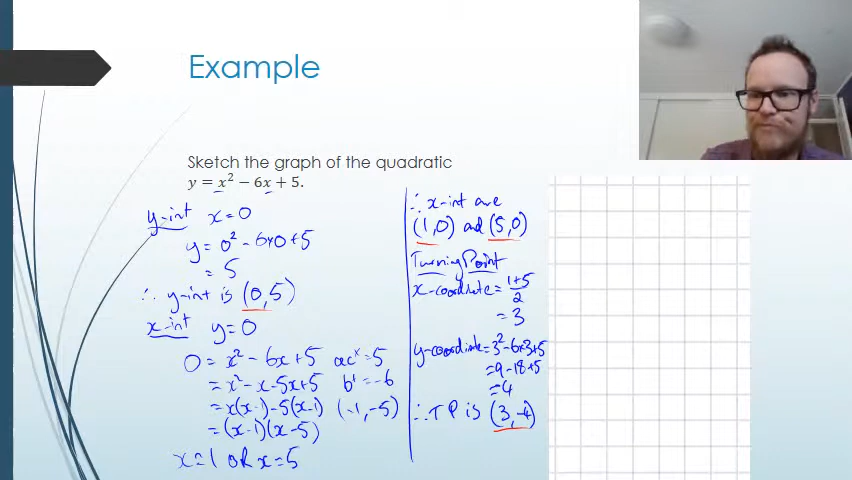 Example
Sketch the graph of the quadratic
y = x² − 6x + 5.
y-int x=0
y = 0² - 6×0+5
= 5
∴ y-int is (0,5)
x-int y=0
0 = x² - 6x + 5 ac^x = 5
= x² - x - 5x + 5 b⁺ = -6
= x(x-1) - 5(x-1) (-1, -5)
= (x-1)(x-5)
x=1 OR x=5
∴ x-int are
(1,0) and (5,0)
Turning Point
x-coordinate = 1+5
2
= 3
y-coordinate = 3² - 6×3+5
= 9 - 18 + 5
= -4
∴ TP is (3,-4)